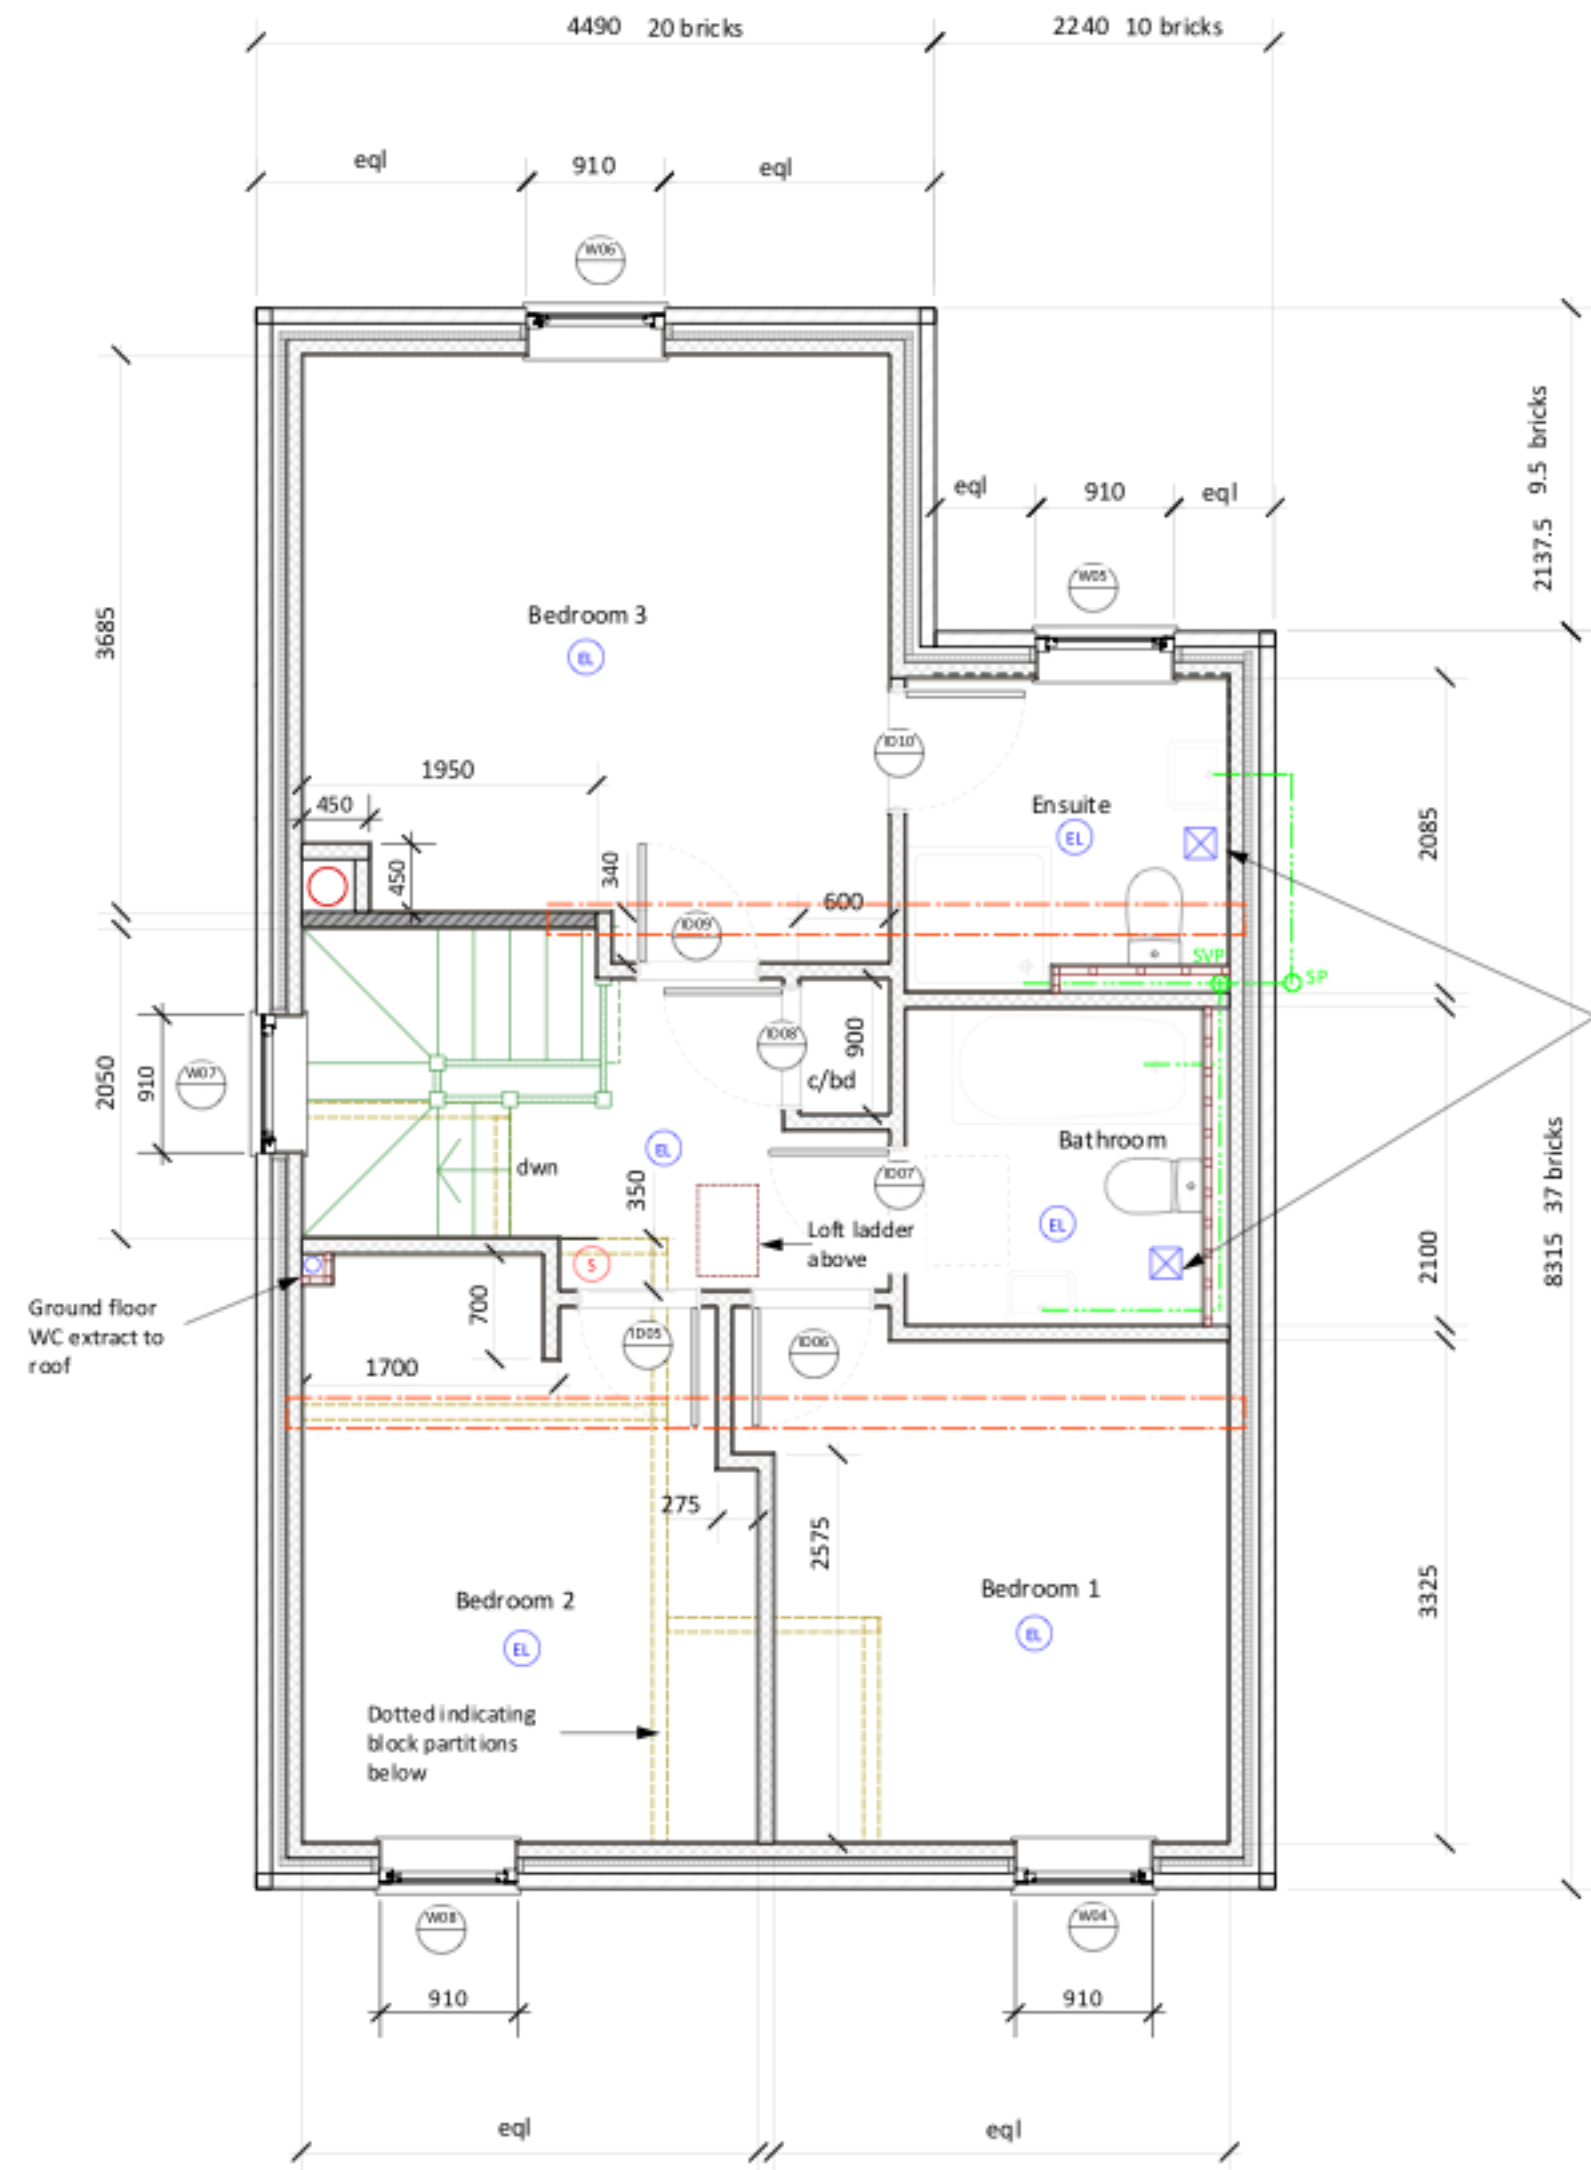 4490 20 bricks
2240 10 bricks
eql
910
eql
W06
eql
910
eql
2137.5 9.5 bricks
W05
3685
Bedroom 3
EL
ID10
1950
450
450
340
600
ID09
Ensuite
EL
2085
SVP
SP
2050
910
W07
ID08
900
c/bd
EL
dwn
350
Bathroom
ID07
EL
2100
8315 37 bricks
Loft ladder
above
S
700
Ground floor
WC extract to
roof
1700
ID05
ID06
275
2575
Bedroom 2
EL
Bedroom 1
EL
3325
Dotted indicating
block partitions
below
W08
W04
910
910
eql
eql